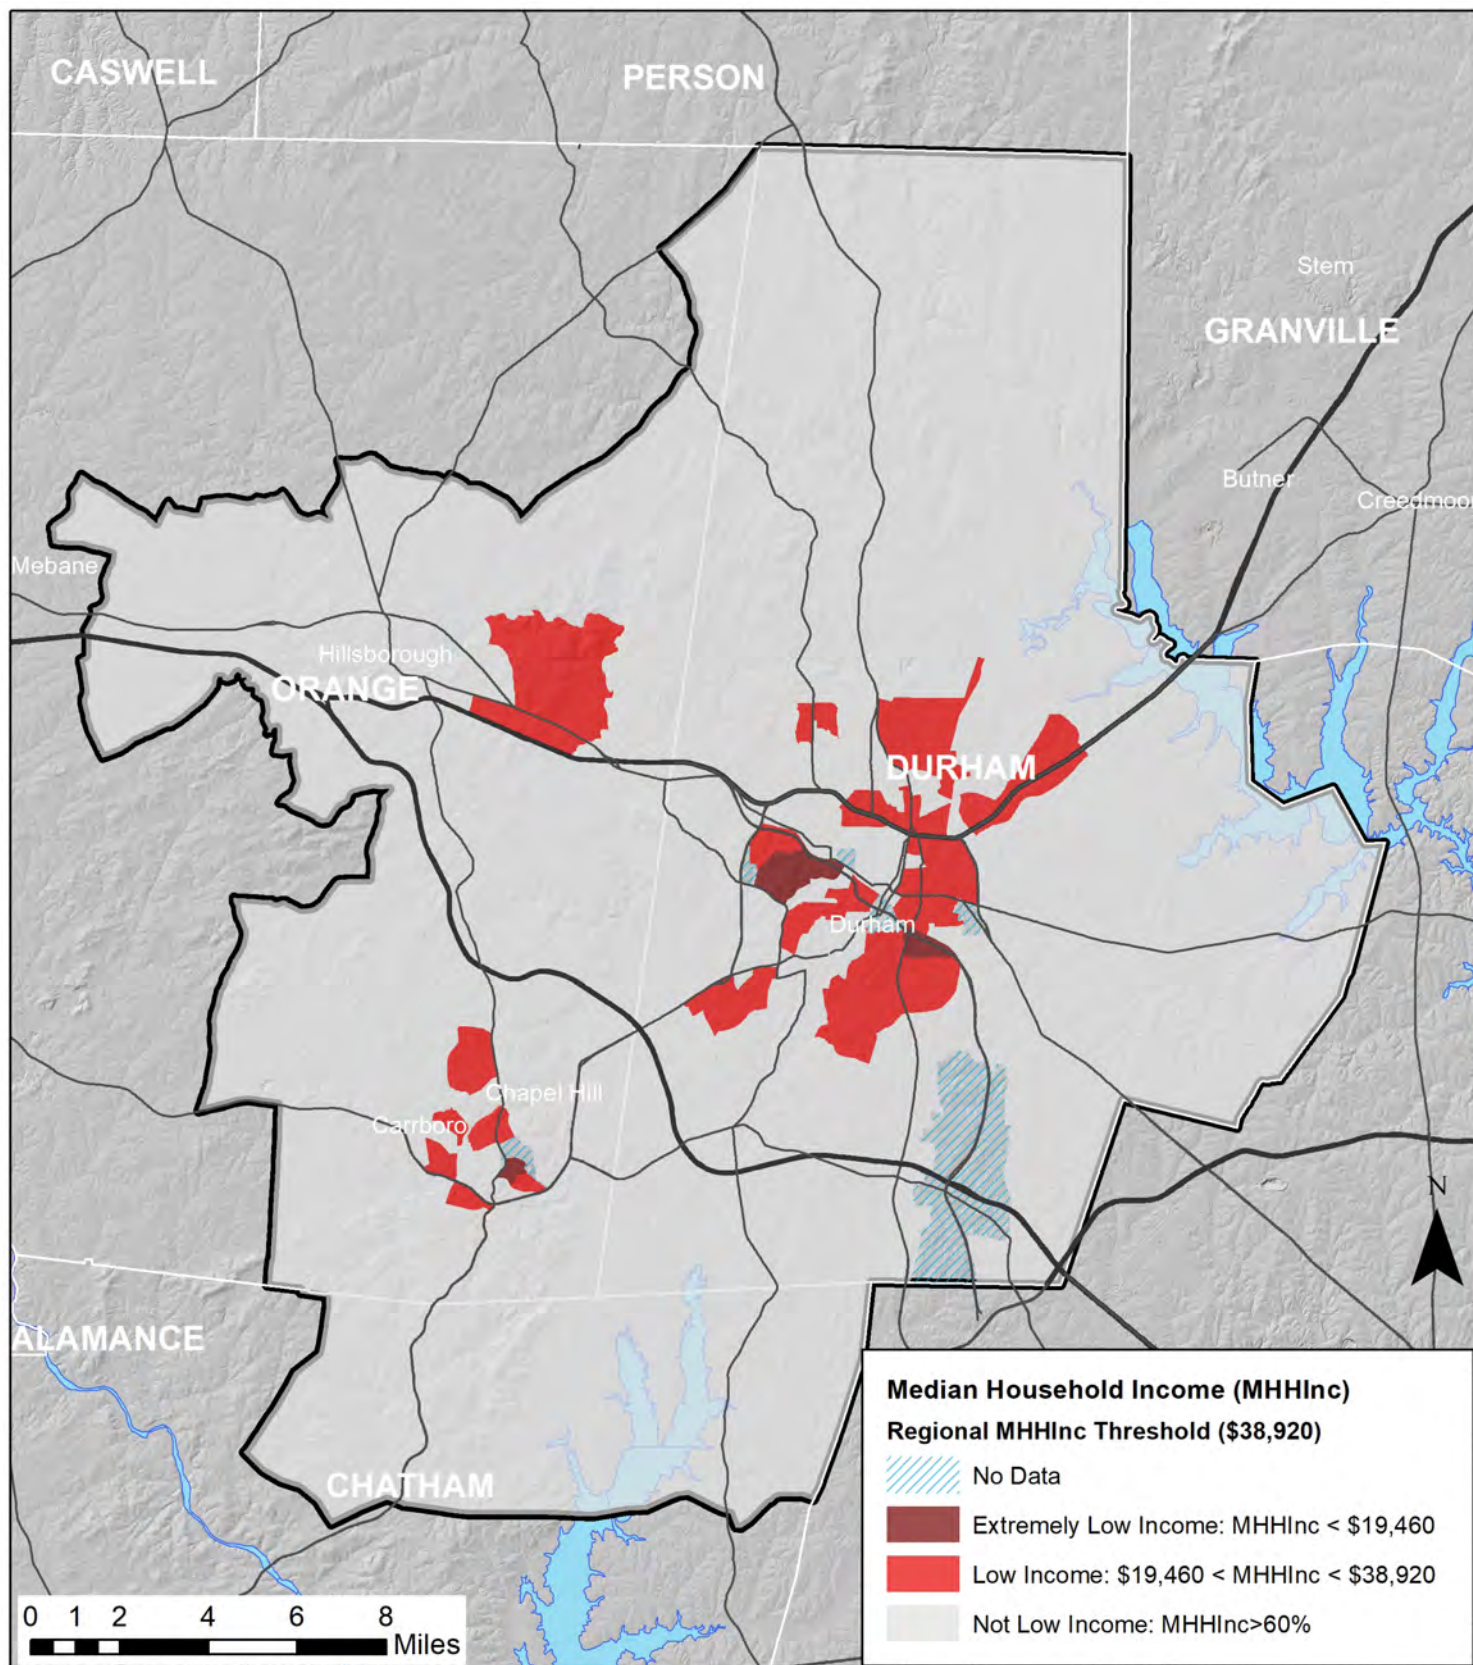 CASWELL
PERSON
Stem
GRANVILLE
Butner
Creedmoor
Mebane
Hillsborough
ORANGE
DURHAM
Durham
Chapel Hill
Carrboro
N
ALAMANCE
CHATHAM
Median Household Income (MHHInc)
Regional MHHInc Threshold ($38,920)
No Data
Extremely Low Income: MHHInc < $19,460
Low Income: $19,460 < MHHInc < $38,920
Not Low Income: MHHInc>60%
0 1 2 4 6 8
Miles